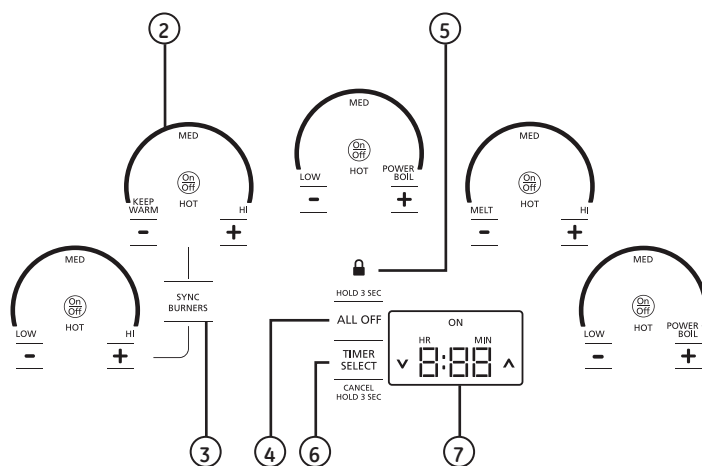 2
5
MED
On
Off
HOT
KEEP
WARM
HI
-
+
MED
On
Off
HOT
LOW
POWER
BOIL
-
+
MED
On
Off
HOT
MELT
HI
-
+
MED
On
Off
HOT
LOW
HI
-
+
SYNC
BURNERS
HOLD 3 SEC
ALL OFF
TIMER
SELECT
CANCEL
HOLD 3 SEC
ON
HR MIN
8:88
MED
On
Off
HOT
LOW
POWER
BOIL
-
+
3
4
6
7